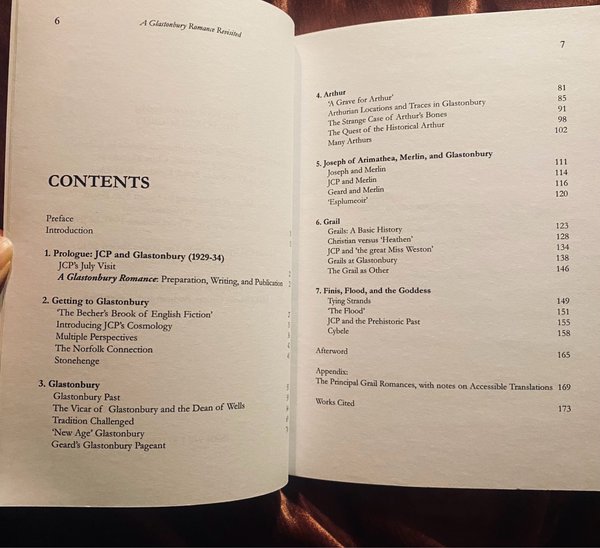 6
A Glastonbury Romance Revisited
CONTENTS
Preface
Introduction
1. Prologue: JCP and Glastonbury (1929-34)
JCP's July Visit
A Glastonbury Romance: Preparation, Writing, and Publication
2. Getting to Glastonbury
'The Becher's Brook of English Fiction'
Introducing JCP's Cosmology
Multiple Perspectives
The Norfolk Connection
Stonehenge
3. Glastonbury
Glastonbury Past
The Vicar of Glastonbury and the Dean of Wells
Tradition Challenged
'New Age' Glastonbury
Geard's Glastonbury Pageant
7
4. Arthur
'A Grave for Arthur' 81
Arthurian Locations and Traces in Glastonbury 85
The Strange Case of Arthur's Bones 91
The Quest of the Historical Arthur 98
Many Arthurs 102
5. Joseph of Arimathea, Merlin, and Glastonbury
Joseph and Merlin 111
JCP and Merlin 114
Geard and Merlin 116
'Esplumeoir' 120
6. Grail
Grails: A Basic History 123
Christian versus 'Heathen' 128
JCP and 'the great Miss Weston' 134
Grails at Glastonbury 138
The Grail as Other 146
7. Finis, Flood, and the Goddess
Tying Strands 149
'The Flood' 151
JCP and the Prehistoric Past 155
Cybele 158
Afterword 165
Appendix:
The Principal Grail Romances, with notes on Accessible Translations 169
Works Cited 173